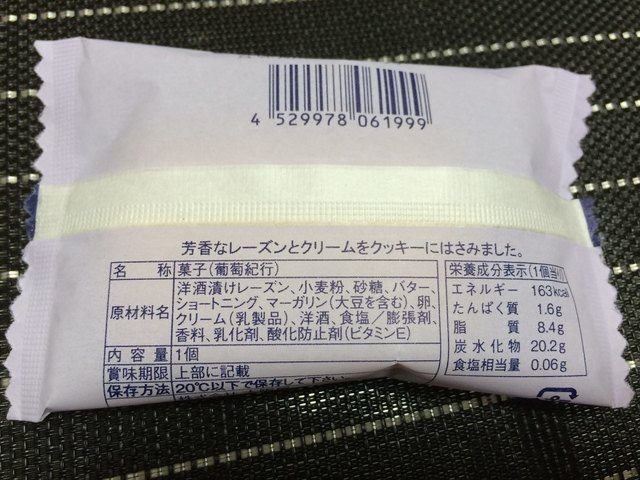 4 529978 061999
芳香なレーズンとクリームをクッキーにはさみました。
名　称 菓子(葡萄紀行)
原材料名 洋酒漬けレーズン、小麦粉、砂糖、バター、
ショートニング、マーガリン(大豆を含む)、卵、
クリーム(乳製品)、洋酒、食塩／膨張剤、
香料、乳化剤、酸化防止剤(ビタミンE)
内容量 1個
賞味期限 上部に記載
保存方法 20℃以下で保存して下さい
栄養成分表示(1個当り)
エネルギー 163kcal
たんぱく質 1.6g
脂　質 8.4g
炭水化物 20.2g
食塩相当量 0.06g